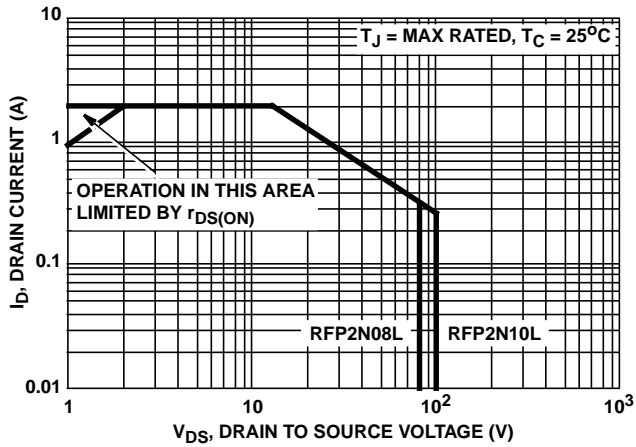 10
T_J = MAX RATED, T_C = 25°C
1
OPERATION IN THIS AREA
LIMITED BY r_DS(ON)
I_D, DRAIN CURRENT (A)
0.1
RFP2N08L
RFP2N10L
0.01
1
10
10²
10³
V_DS, DRAIN TO SOURCE VOLTAGE (V)